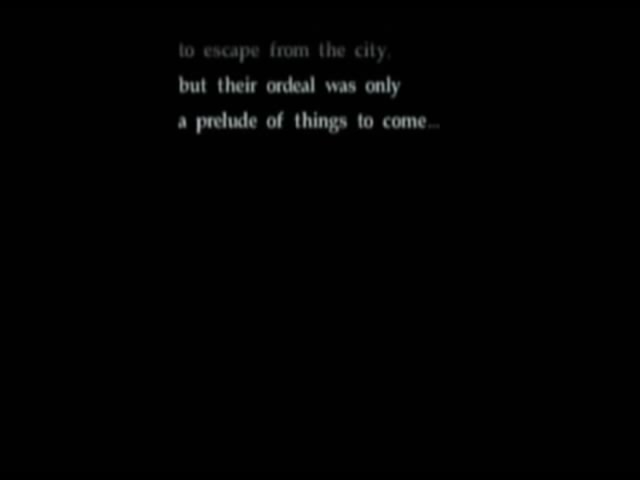 to escape from the city,
but their ordeal was only
a prelude of things to come...